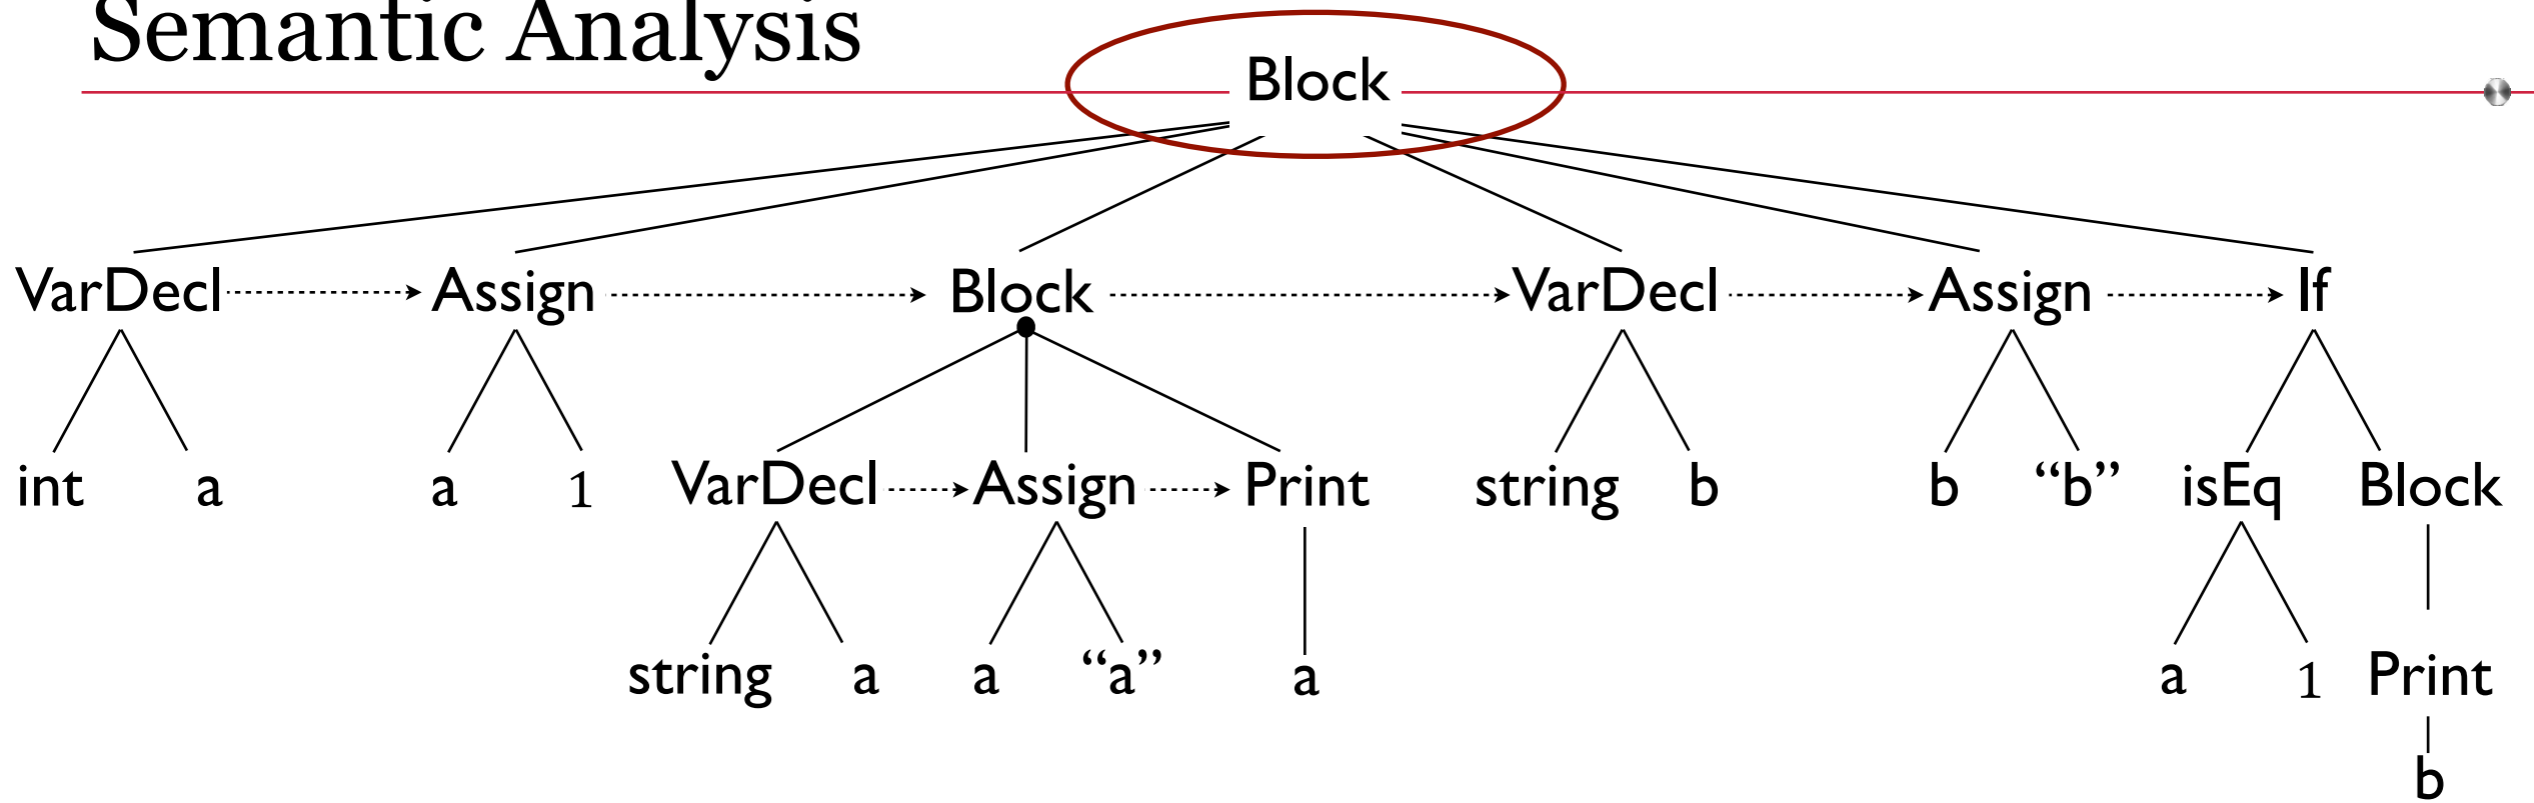 Semantic Analysis
Block
VarDecl Assign Block VarDecl Assign If
int a a 1 VarDecl Assign Print string b b “b” isEq Block
string a a “a” a a 1 Print
b